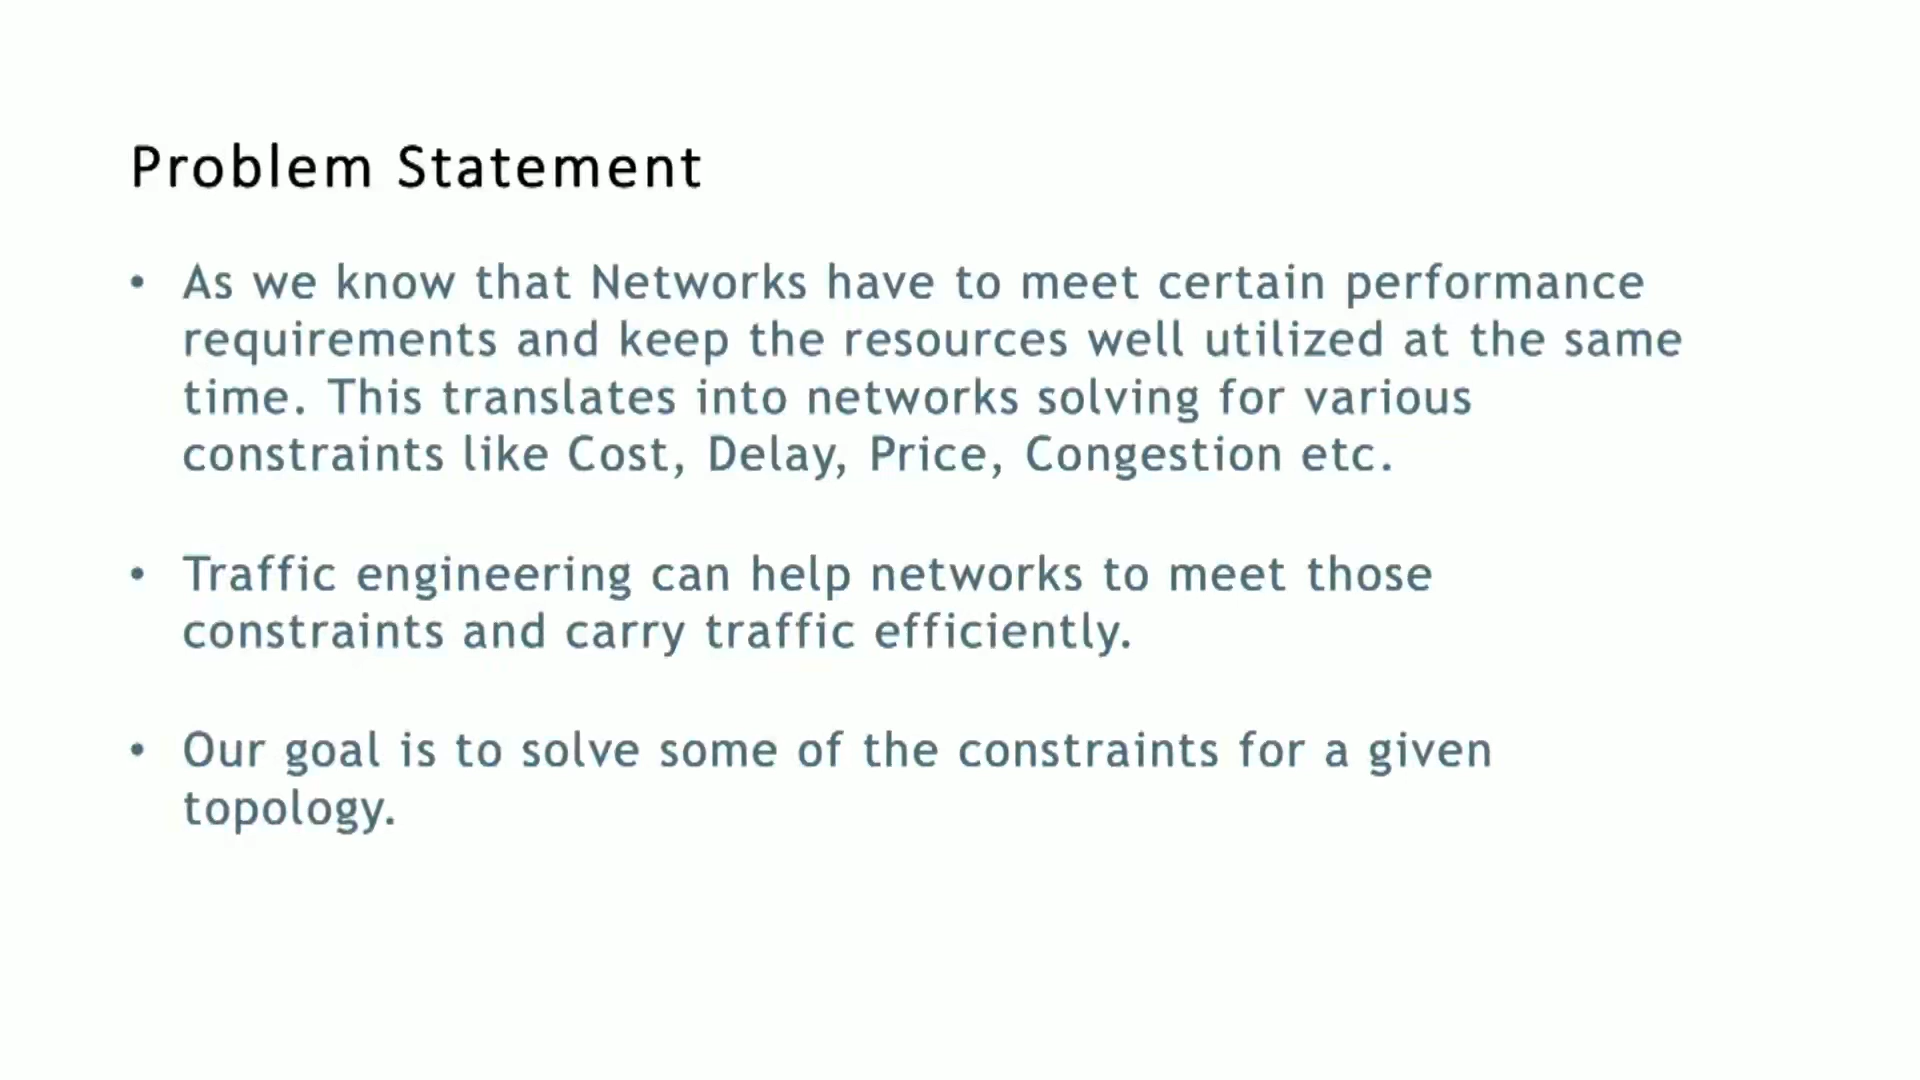 Problem Statement
• As we know that Networks have to meet certain performance
requirements and keep the resources well utilized at the same
time. This translates into networks solving for various
constraints like Cost, Delay, Price, Congestion etc.
• Traffic engineering can help networks to meet those
constraints and carry traffic efficiently.
• Our goal is to solve some of the constraints for a given
topology.